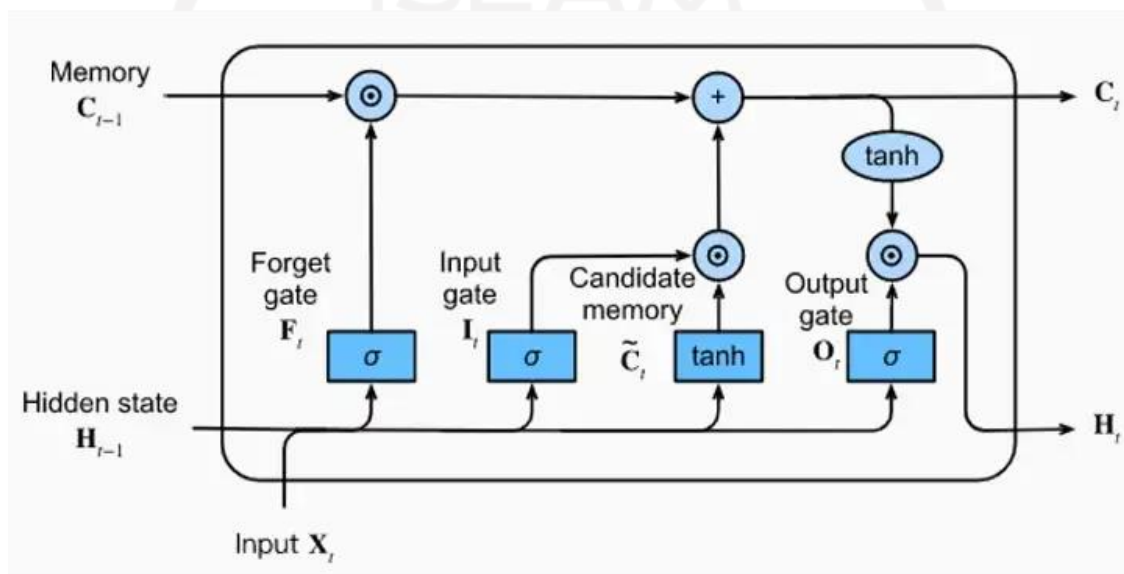 Memory
C_{t-1}
C_t
tanh
Forget
gate
F_t
Input
gate
I_t
Candidate
memory
C̃_t
Output
gate
O_t
σ
σ
tanh
σ
Hidden state
H_{t-1}
H_t
Input X_t